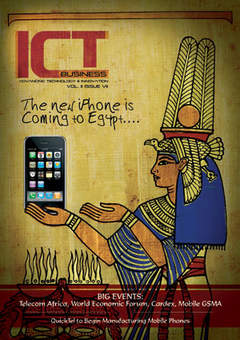 ICT
BUSINESS
ADVANCING TECHNOLOGY & INNOVATION
VOL. II ISSUE VII
The new iPhone is
Coming to Egypt....
BIG EVENTS:
Telecom Africa, World Economic Forum, Cardex, Mobile GSMA
Quicktel to Begin Manufacturing Mobile Phones